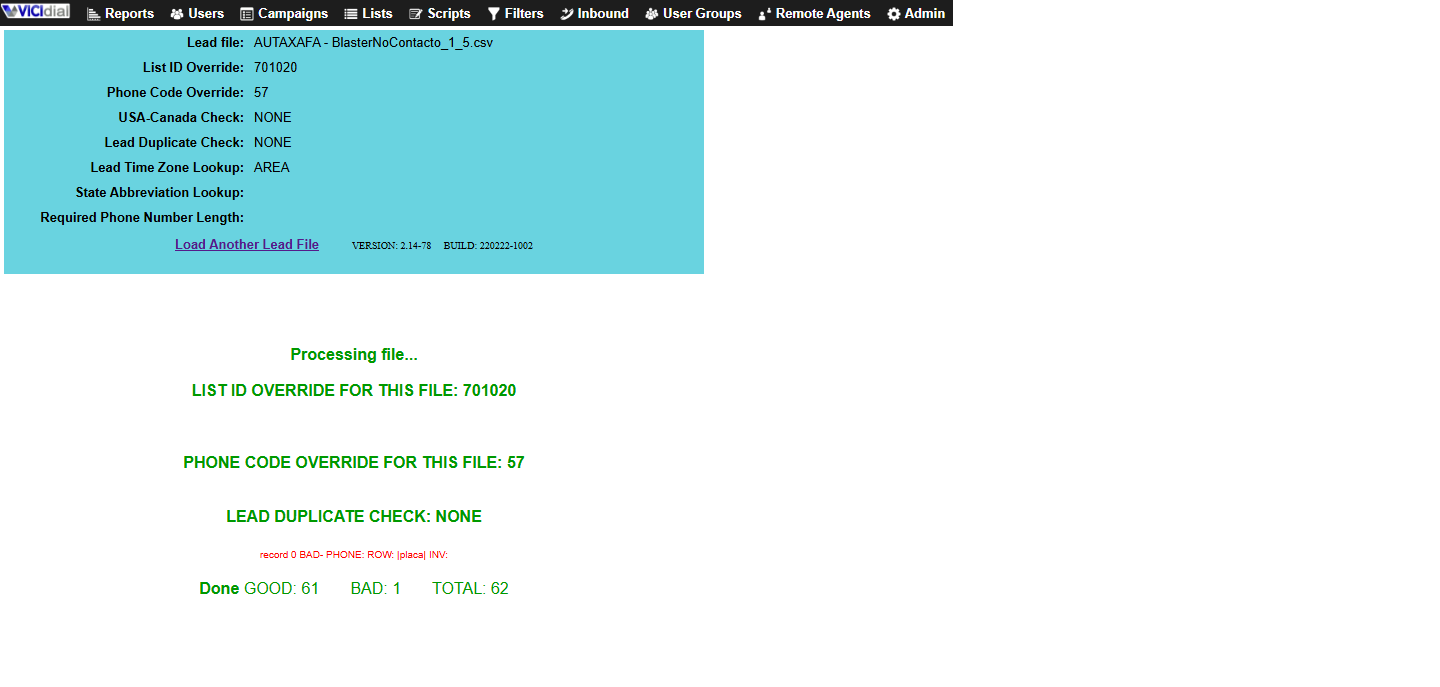 VICIdial Reports Users Campaigns Lists Scripts Filters Inbound User Groups Remote Agents Admin
Lead file: AUTAXAFA - BlasterNoContacto_1_5.csv
List ID Override: 701020
Phone Code Override: 57
USA-Canada Check: NONE
Lead Duplicate Check: NONE
Lead Time Zone Lookup: AREA
State Abbreviation Lookup:
Required Phone Number Length:
Load Another Lead File VERSION: 2.14-78 BUILD: 220222-1002
Processing file...
LIST ID OVERRIDE FOR THIS FILE: 701020
PHONE CODE OVERRIDE FOR THIS FILE: 57
LEAD DUPLICATE CHECK: NONE
record 0 BAD- PHONE: ROW: |placa| INV:
Done GOOD: 61 BAD: 1 TOTAL: 62